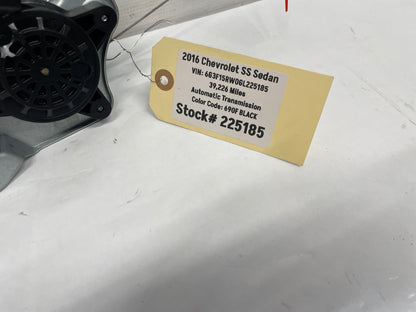 2016 Chevrolet SS Sedan
VIN: 6G3F15RW0GL225185
39,226 Miles
Automatic Transmission
Color Code: 690F BLACK
Stock# 225185